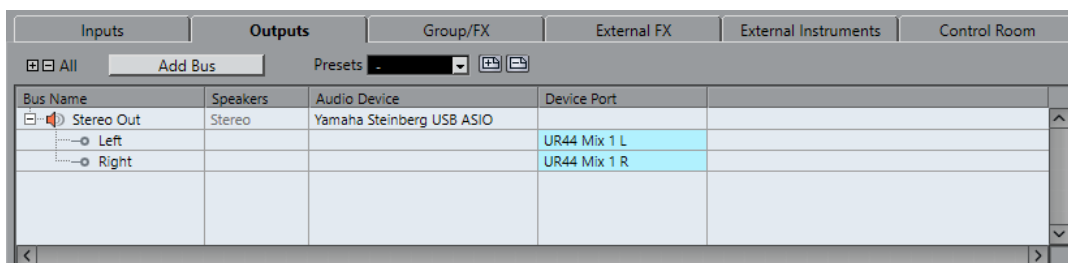 Inputs Outputs Group/FX External FX External Instruments Control Room
All Add Bus Presets -
Bus Name Speakers Audio Device Device Port
Stereo Out Stereo Yamaha Steinberg USB ASIO
Left UR44 Mix 1 L
Right UR44 Mix 1 R